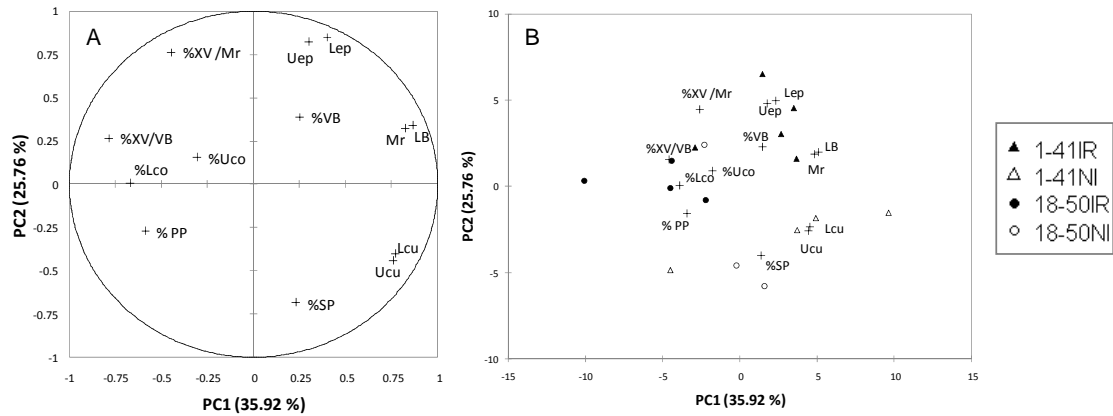 A
1
0.75
0.5
0.25
0
-0.25
-0.5
-0.75
-1
PC2 (25.76 %)
%XV /Mr
Uep
Lep
%VB
Mr
LB
%XV/VB
%Uco
%Lco
% PP
Lcu
Ucu
%SP
-1
-0.75
-0.5
-0.25
0
0.25
0.5
0.75
1
PC1 (35.92 %)
B
10
5
0
-5
-10
PC2 (25.76 %)
%XV /Mr
Lep
Uep
%VB
LB
Mr
%XV/VB
%Uco
%Lco
% PP
Lcu
Ucu
%SP
-15
-10
-5
0
5
10
15
PC1 (35.92 %)
1-41IR
1-41NI
18-50IR
18-50NI